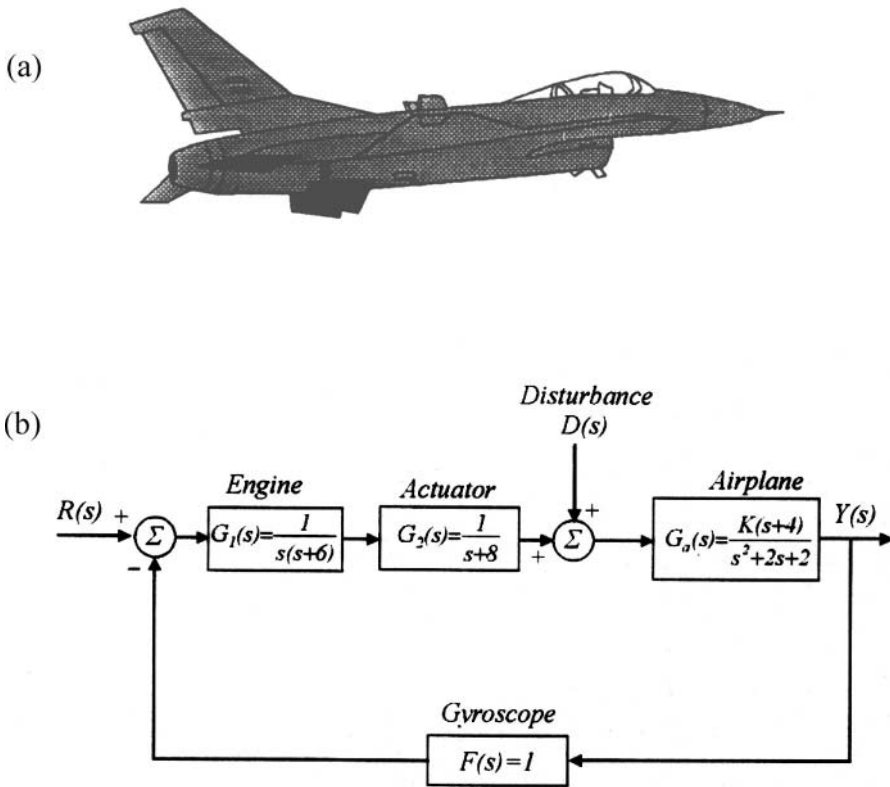 (a)
(b)
Disturbance
D(s)
Engine
Actuator
Airplane
R(s)
+
Σ
G₁(s)=1/s(s+6)
G₂(s)=1/s+8
+
+
Σ
Gₐ(s)=K(s+4)/s²+2s+2
Y(s)
−
Gyroscope
F(s)=1